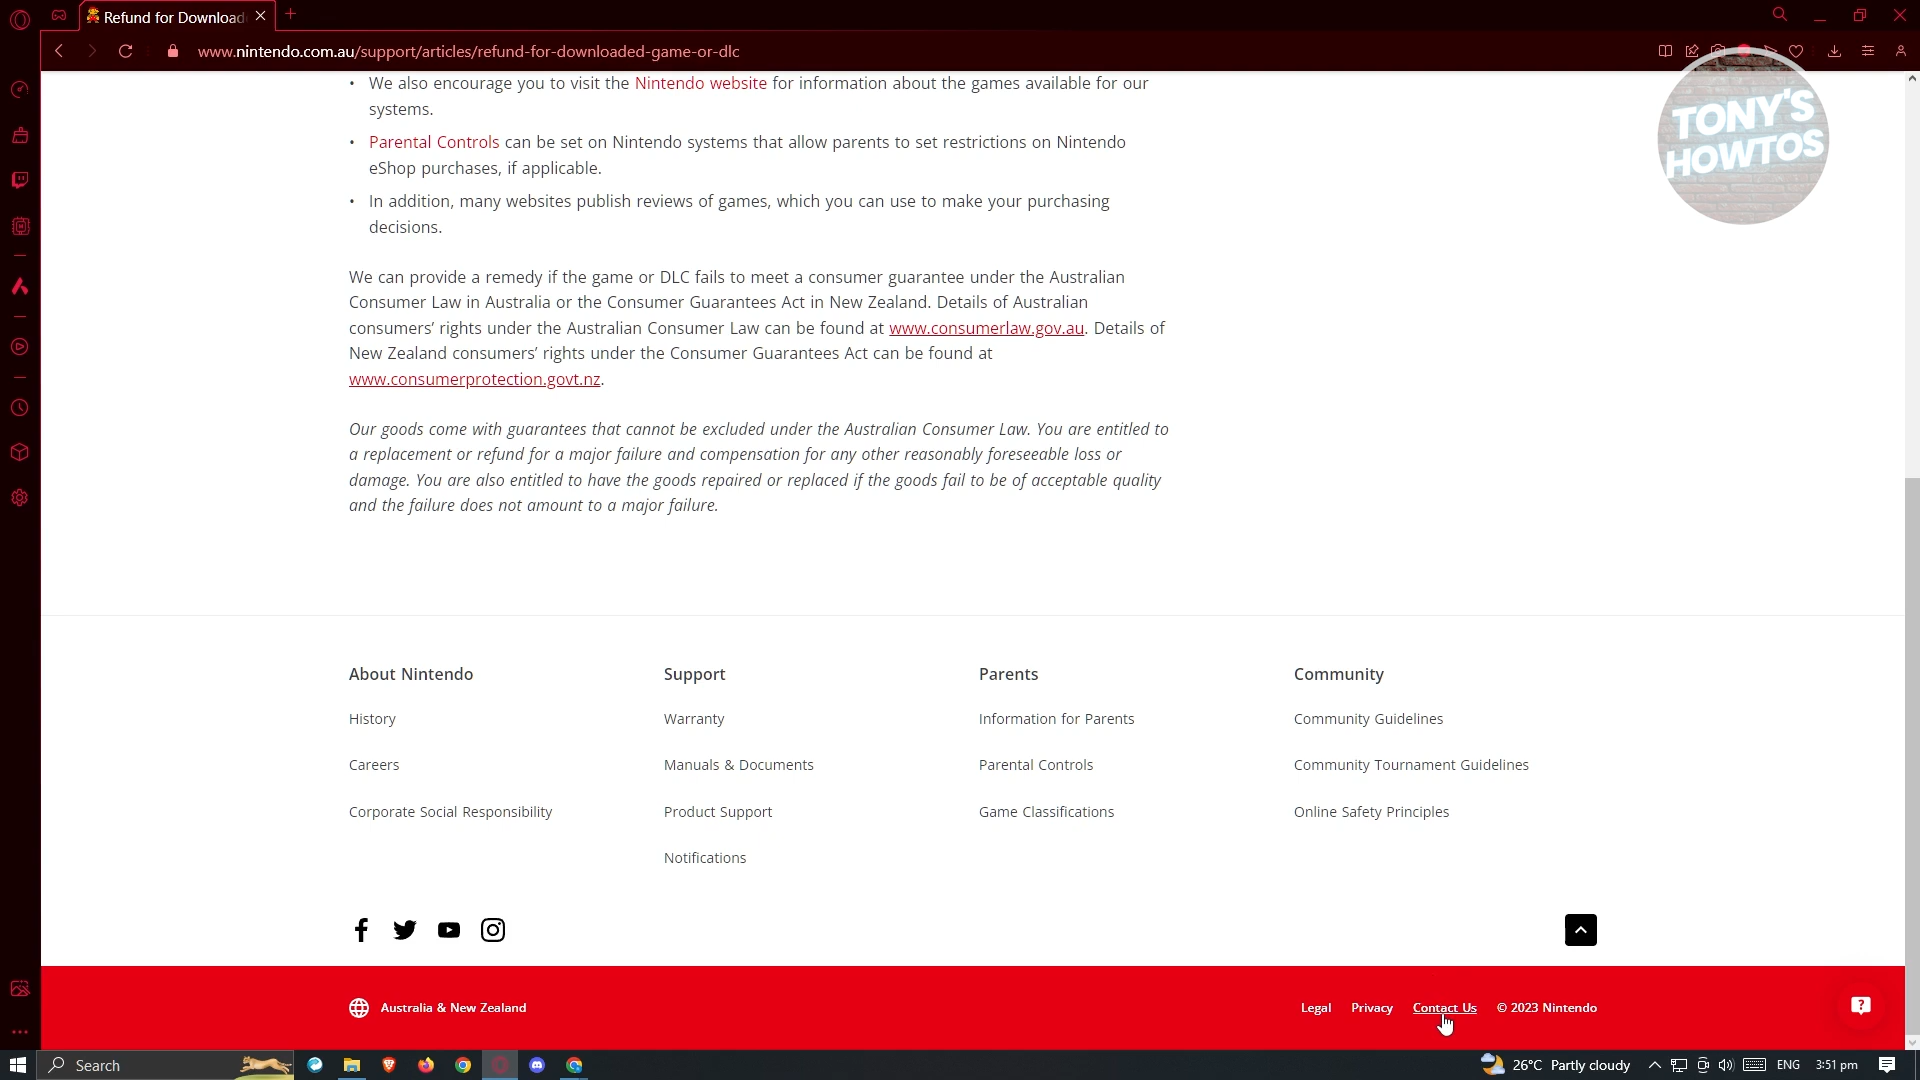 Refund for Download
www.nintendo.com.au/support/articles/refund-for-downloaded-game-or-dlc
TONY'S
HOWTOS
• We also encourage you to visit the Nintendo website for information about the games available for our
systems.
• Parental Controls can be set on Nintendo systems that allow parents to set restrictions on Nintendo
eShop purchases, if applicable.
• In addition, many websites publish reviews of games, which you can use to make your purchasing
decisions.
We can provide a remedy if the game or DLC fails to meet a consumer guarantee under the Australian
Consumer Law in Australia or the Consumer Guarantees Act in New Zealand. Details of Australian
consumers’ rights under the Australian Consumer Law can be found at www.consumerlaw.gov.au. Details of
New Zealand consumers’ rights under the Consumer Guarantees Act can be found at
www.consumerprotection.govt.nz.
Our goods come with guarantees that cannot be excluded under the Australian Consumer Law. You are entitled to
a replacement or refund for a major failure and compensation for any other reasonably foreseeable loss or
damage. You are also entitled to have the goods repaired or replaced if the goods fail to be of acceptable quality
and the failure does not amount to a major failure.
About Nintendo Support Parents Community
History Warranty Information for Parents Community Guidelines
Careers Manuals & Documents Parental Controls Community Tournament Guidelines
Corporate Social Responsibility Product Support Game Classifications Online Safety Principles
Notifications
Australia & New Zealand Legal Privacy Contact Us © 2023 Nintendo
Search 26°C Partly cloudy ENG 3:51 pm